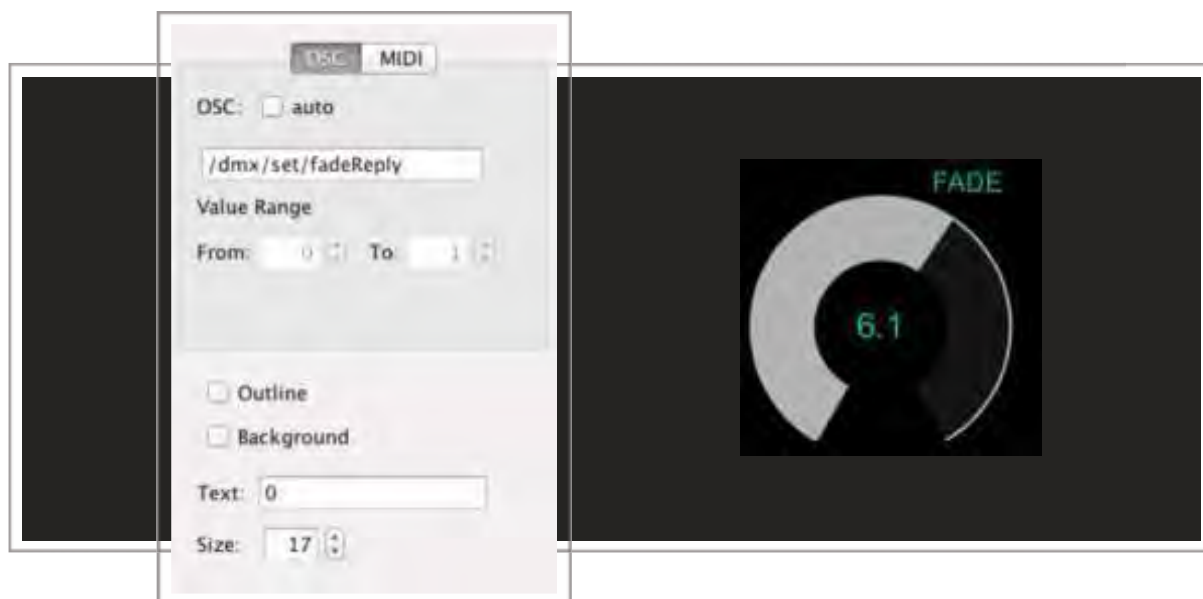 OSC MIDI
OSC: auto
/dmx/set/fadeReply
Value Range
From: 0 To: 1
Outline
Background
Text: 0
Size: 17
FADE
6.1